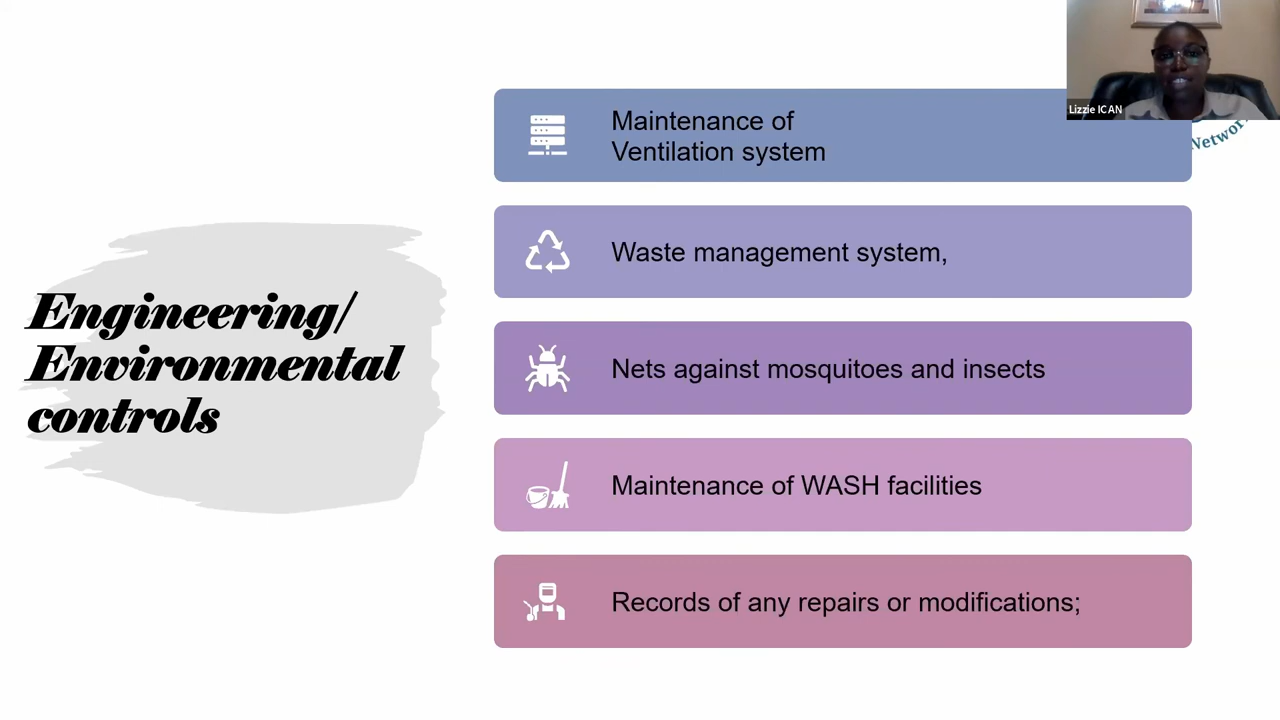 Engineering/
Environmental
controls
Maintenance of
Ventilation system
Waste management system,
Nets against mosquitoes and insects
Maintenance of WASH facilities
Records of any repairs or modifications;
Lizzie ICAN
Network